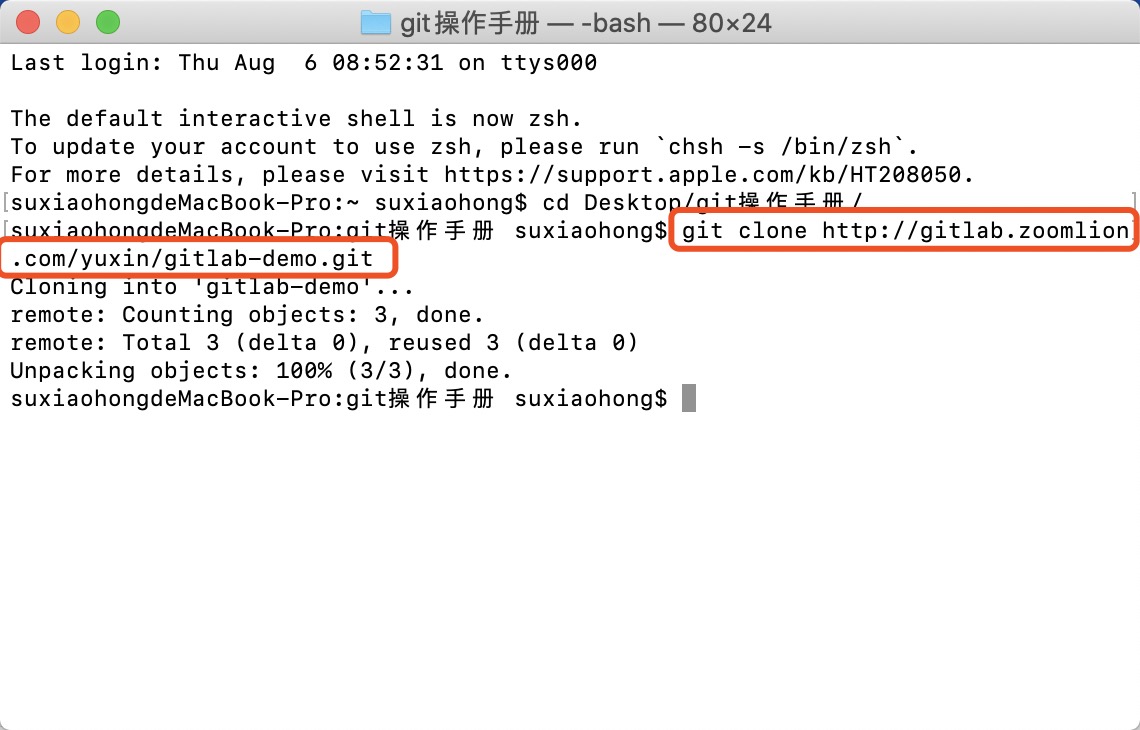 git操作手册 — -bash — 80×24
Last login: Thu Aug  6 08:52:31 on ttys000
The default interactive shell is now zsh.
To update your account to use zsh, please run `chsh -s /bin/zsh`.
For more details, please visit https://support.apple.com/kb/HT208050.
[suxiaohongdeMacBook-Pro:~ suxiaohong$ cd Desktop/git操作手册/ ]
[suxiaohongdeMacBook-Pro:git操作手册 suxiaohong$ git clone http://gitlab.zoomlion]
.com/yuxin/gitlab-demo.git
Cloning into 'gitlab-demo'...
remote: Counting objects: 3, done.
remote: Total 3 (delta 0), reused 3 (delta 0)
Unpacking objects: 100% (3/3), done.
suxiaohongdeMacBook-Pro:git操作手册 suxiaohong$